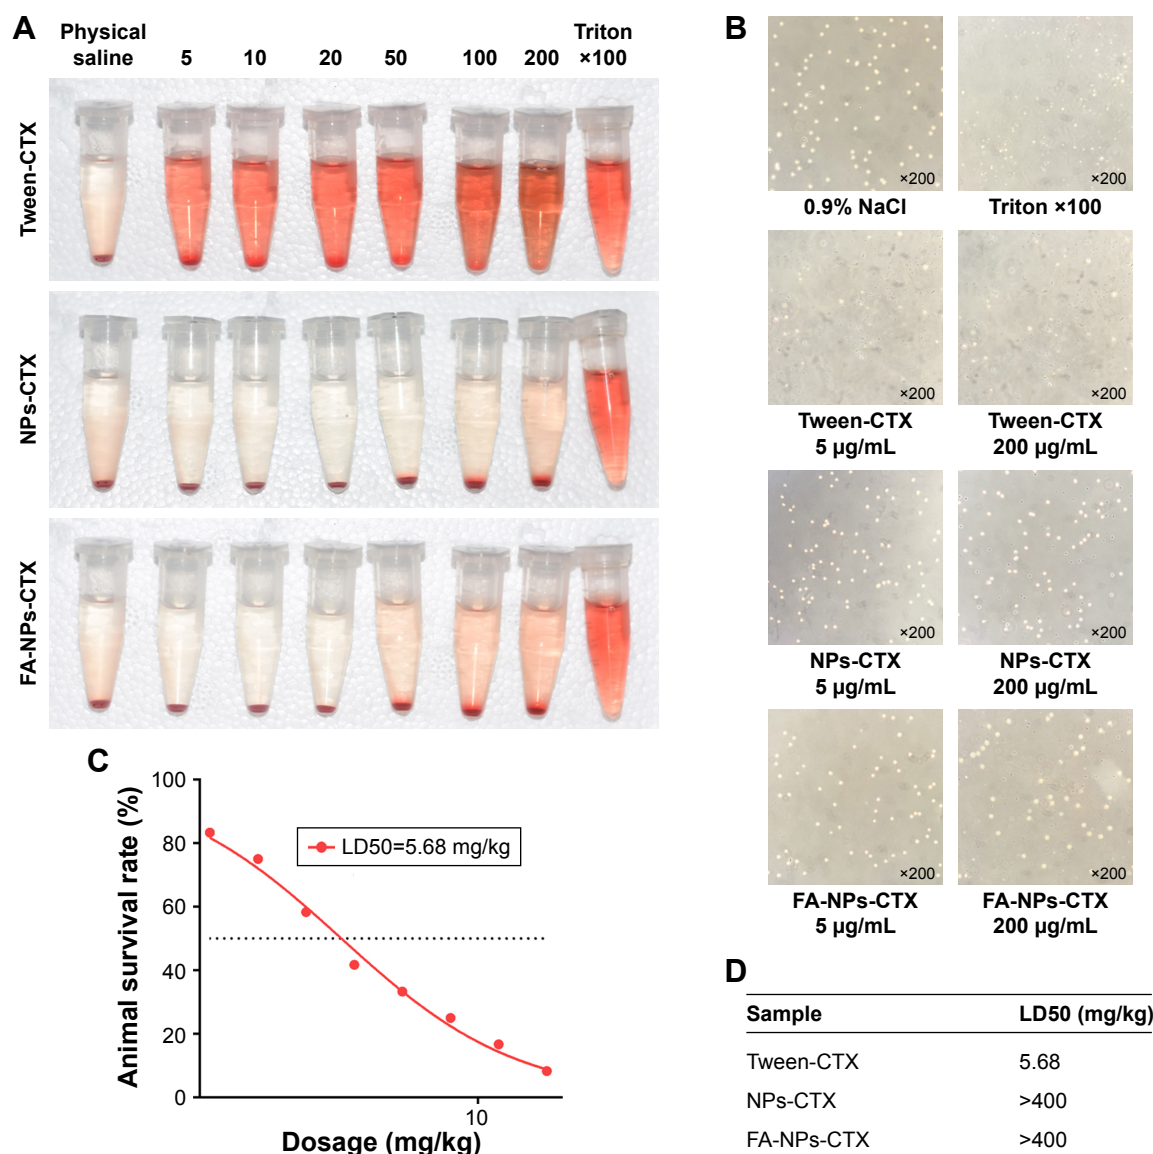 A
Physical saline 5 10 20 50 100 200 Triton ×100
Tween-CTX
NPs-CTX
FA-NPs-CTX
B
×200
×200
0.9% NaCl
Triton ×100
×200
×200
Tween-CTX
5 µg/mL
Tween-CTX
200 µg/mL
×200
×200
NPs-CTX
5 µg/mL
NPs-CTX
200 µg/mL
×200
×200
FA-NPs-CTX
5 µg/mL
FA-NPs-CTX
200 µg/mL
C
Animal survival rate (%)
100
80
60
40
20
0
LD50=5.68 mg/kg
10
Dosage (mg/kg)
D
Sample LD50 (mg/kg)
Tween-CTX 5.68
NPs-CTX >400
FA-NPs-CTX >400